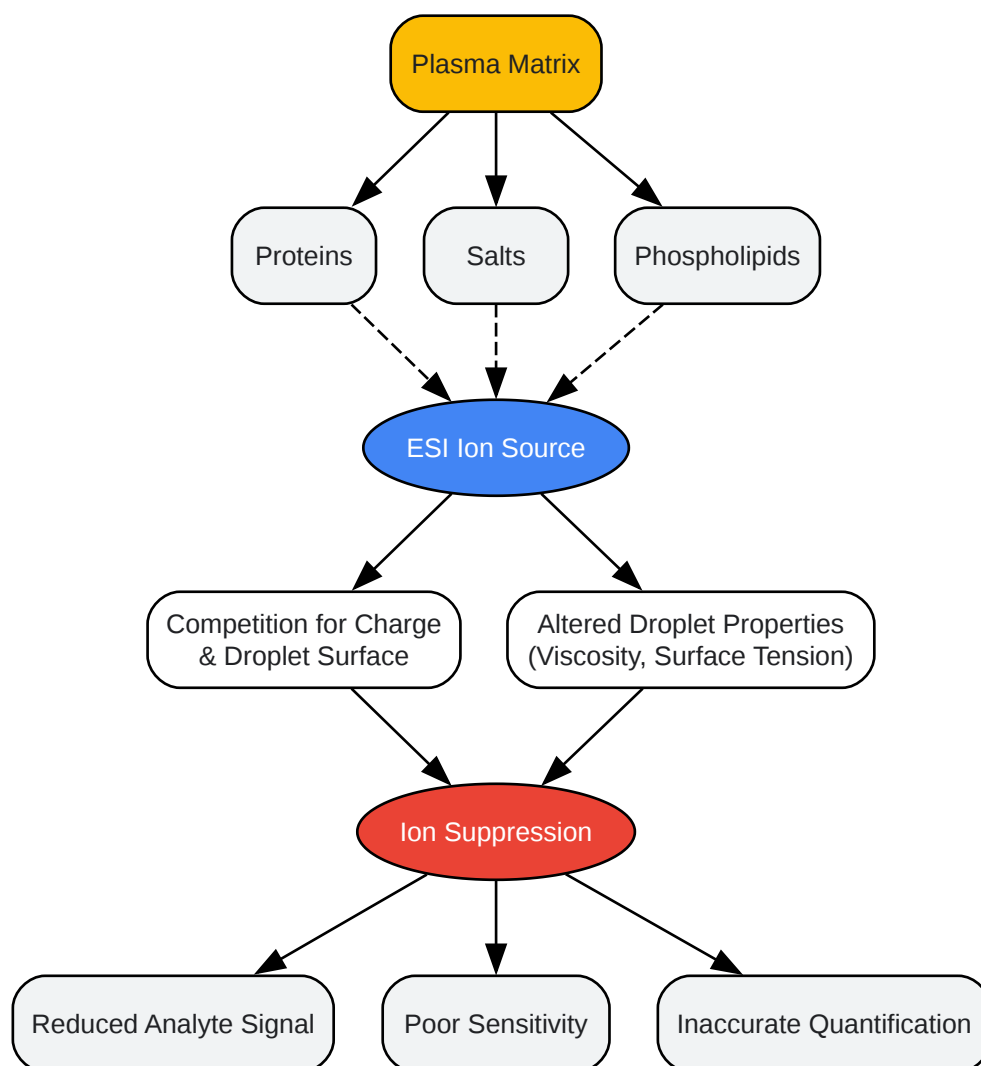 Plasma Matrix
Proteins
Salts
Phospholipids
ESI Ion Source
Competition for Charge
& Droplet Surface
Altered Droplet Properties
(Viscosity, Surface Tension)
Ion Suppression
Reduced Analyte Signal
Poor Sensitivity
Inaccurate Quantification